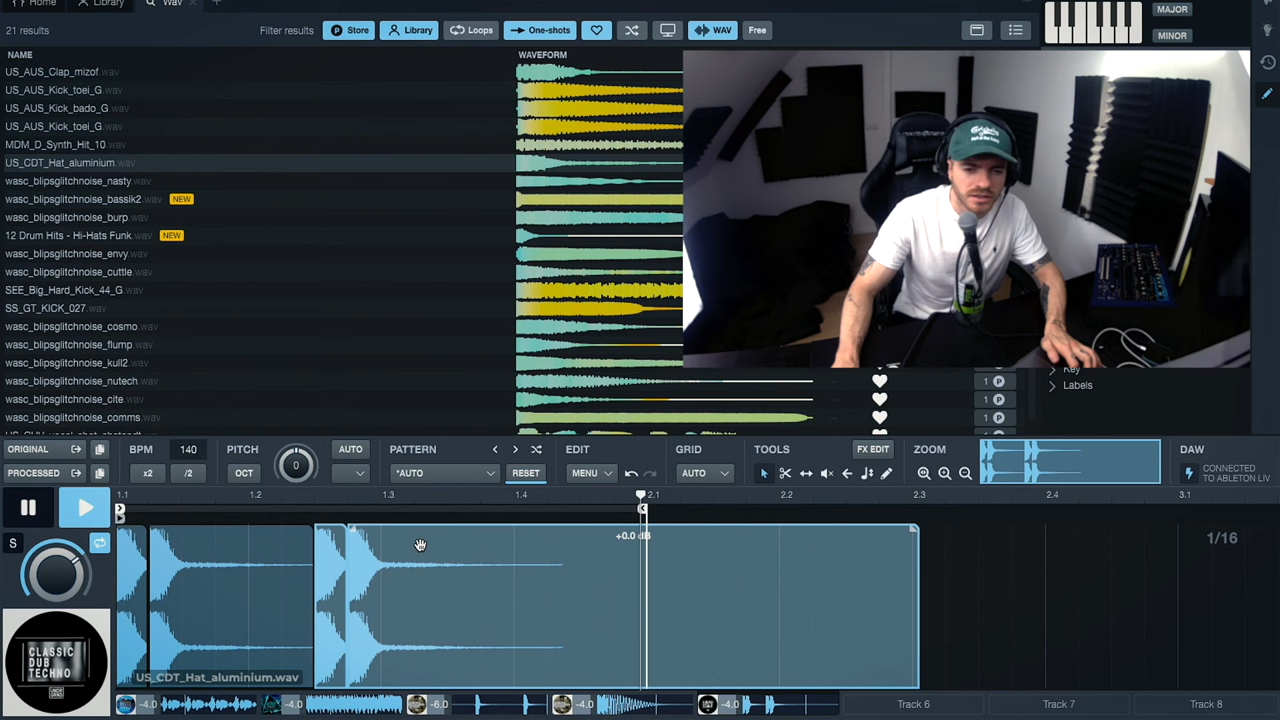 Home Library Wav
21 results Filter results Store Library Loops One-shots WAV Free
MAJOR
MINOR
NAME WAVEFORM
US_AUS_Clap_mizof.wav
US_AUS_Kick_toei_G.wav
US_AUS_Kick_bado_G.wav
US_AUS_Kick_toei_G.wav
MDM_D_Synth_Hit_10.wav
US_CDT_Hat_aluminium.wav
wasc_blipsglitchnoise_nasty.wav
wasc_blipsglitchnoise_bassik2.wav NEW
wasc_blipsglitchnoise_burp.wav
12 Drum Hits - Hi-Hats Funk.wav NEW
wasc_blipsglitchnoise_envy.wav
wasc_blipsglitchnoise_cuttle.wav
SEE_Big_Hard_Kick_44_G.wav
SS_GT_KICK_027.wav
wasc_blipsglitchnoise_cosmo.wav
wasc_blipsglitchnoise_flump.wav
wasc_blipsglitchnoise_kull2.wav
wasc_blipsglitchnoise_nutech.wav 1 P
wasc_blipsglitchnoise_cite.wav 1 P
wasc_blipsglitchnoise_comms.wav 1 P
Key
Labels
ORIGINAL BPM 140 PITCH AUTO PATTERN EDIT GRID TOOLS FX EDIT ZOOM DAW
PROCESSED x2 /2 OCT 0 *AUTO RESET MENU AUTO CONNECTED
TO ABLETON LIV
1.1 1.2 1.3 1.4 2.1 2.2 2.3 2.4 3.1
S +0.0 dB 1/16
CLASSIC
DUB
TECHNO
US_CDT_Hat_aluminium.wav
-4.0 -4.0 -6.0 -4.0 -4.0 Track 6 Track 7 Track 8